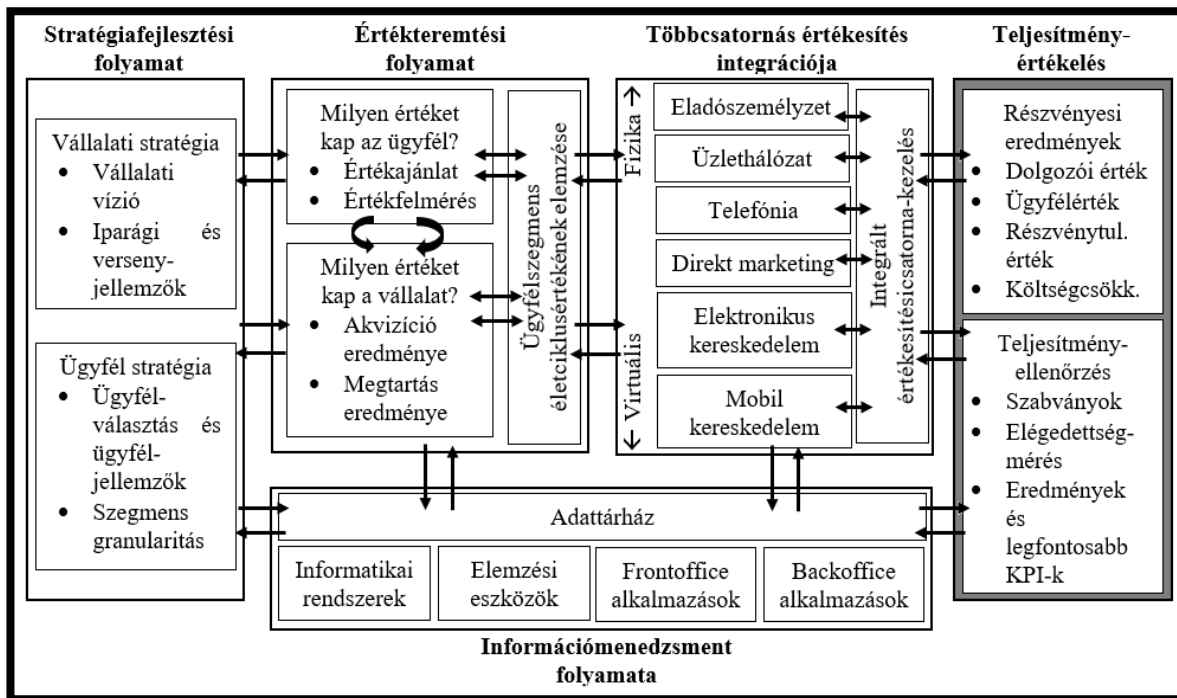 Stratégiafejlesztési
folyamat
Vállalati stratégia
• Vállalati
vízió
• Iparági és
verseny-
jellemzők
Ügyfél stratégia
• Ügyfél-
választás és
ügyfél-
jellemzők
• Szegmens
granularitás
Értékteremtési
folyamat
Milyen értéket
kap az ügyfél?
• Értékajánlat
• Értékfelmérés
Milyen értéket
kap a vállalat?
• Akvizíció
eredménye
• Megtartás
eredménye
Ügyfélszegmens
életciklusértékének elemzése
Többcsatornás értékesítés
integrációja
Fizika →
← Virtuális
Eladószemélyzet
Üzlethálózat
Telefónia
Direkt marketing
Elektronikus
kereskedelem
Mobil
kereskedelem
Integrált
értékesítésicsatorna-kezelés
Teljesítmény-
értékelés
Részvényesi
eredmények
• Dolgozói érték
• Ügyfélérték
• Részvénytul.
érték
• Költségcsökk.
Teljesítmény-
ellenőrzés
• Szabványok
• Elégedettség-
mérés
• Eredmények
és
legfontosabb
KPI-k
Adattárház
Informatikai
rendszerek
Elemzési
eszközök
Frontoffice
alkalmazások
Backoffice
alkalmazások
Információmenedzsment
folyamata